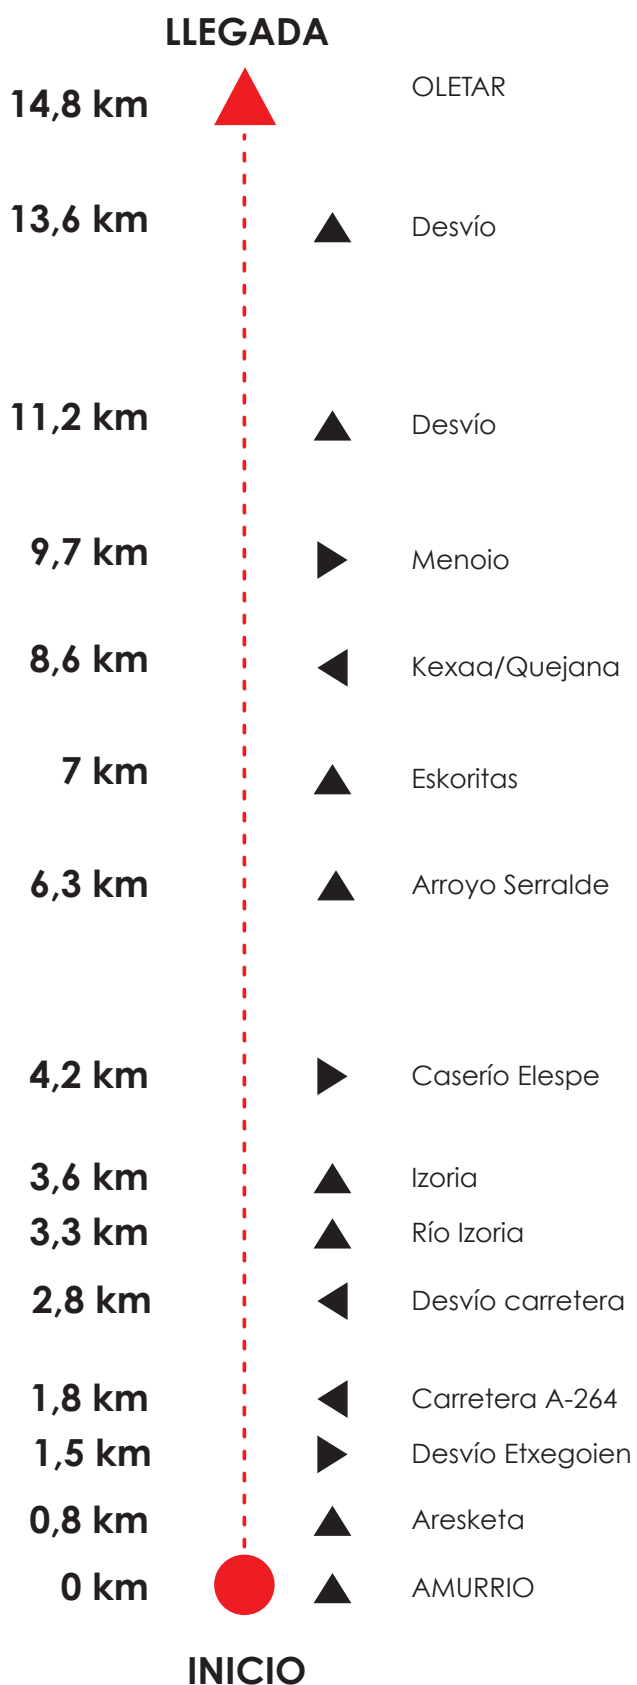 LLEGADA
14,8 km OLETAR
13,6 km Desvío
11,2 km Desvío
9,7 km Menoio
8,6 km Kexaa/Quejana
7 km Eskoritas
6,3 km Arroyo Serralde
4,2 km Caserío Elespe
3,6 km Izoria
3,3 km Río Izoria
2,8 km Desvío carretera
1,8 km Carretera A-264
1,5 km Desvío Etxegoien
0,8 km Aresketa
0 km AMURRIO
INICIO